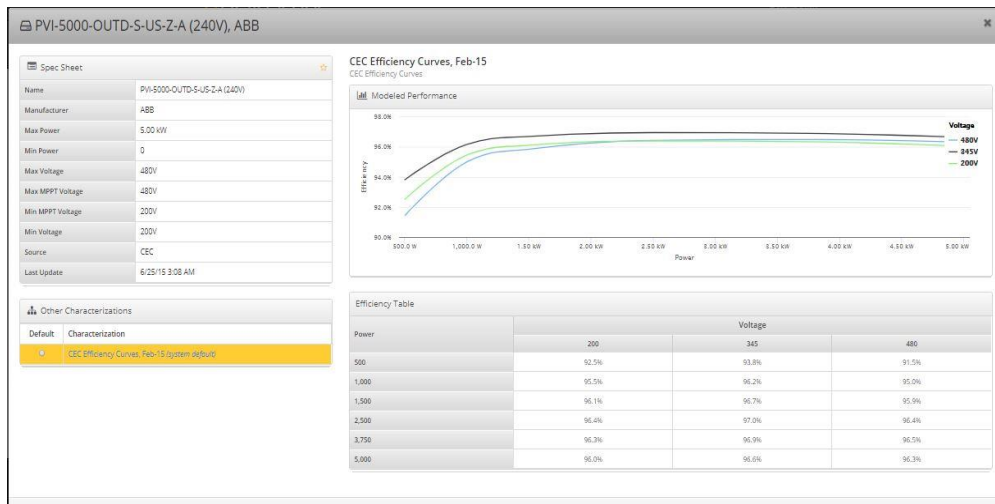 PVI-5000-OUTD-S-US-Z-A (240V), ABB
Spec Sheet
Name PVI-5000-OUTD-S-US-Z-A (240V)
Manufacturer ABB
Max Power 5.00 kW
Min Power 0
Max Voltage 480V
Max MPPT Voltage 480V
Min MPPT Voltage 200V
Min Voltage 200V
Source CEC
Last Update 6/25/15 3:08 AM
Other Characterizations
Default Characterization
CEC Efficiency Curves, Feb-15 (system default)
CEC Efficiency Curves, Feb-15
CEC Efficiency Curves
Modeled Performance
98.0%
96.0%
94.0%
92.0%
90.0%
Efficiency
500.0 W 1,000.0 W 1.50 kW 2.00 kW 2.50 kW 3.00 kW 3.50 kW 4.00 kW 4.50 kW 5.00 kW
Power
Voltage
480V
345V
200V
Efficiency Table
Power Voltage
200 345 480
500 92.5% 93.8% 91.5%
1,000 95.5% 96.2% 95.0%
1,500 96.1% 96.7% 95.9%
2,500 96.4% 97.0% 96.4%
3,750 96.3% 96.9% 96.5%
5,000 96.0% 96.6% 96.3%